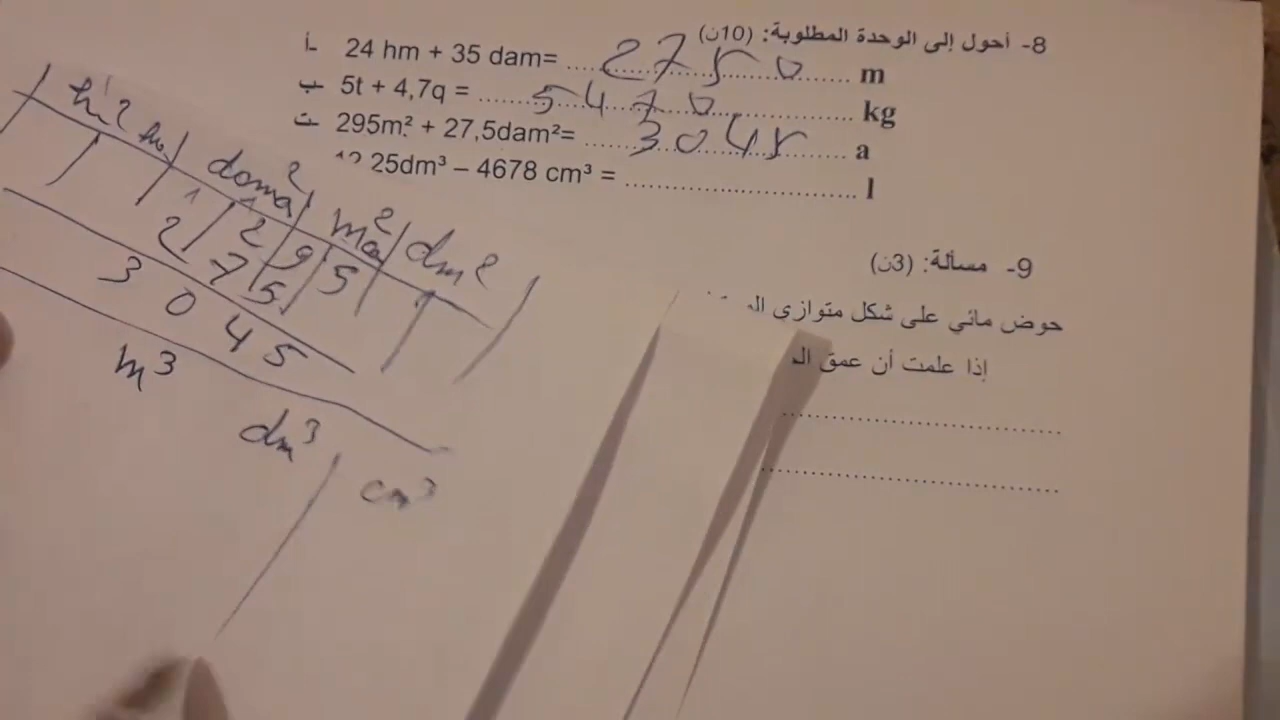 8- أحول إلى الوحدة المطلوبة: (10ن)
أ- 24 hm + 35 dam= 2750 m
ب- 5t + 4,7q = 5470 kg
ت- 295m² + 27,5dam²= 3045 a
25dm³ – 4678 cm³ = l
9- مسألة: (3ن)
حوض مائي على شكل متوازي
إذا علمت أن عمق
dam² m² dm²
2 9 5
2 7 5
3 0 4 5
m³ dm³ cm³